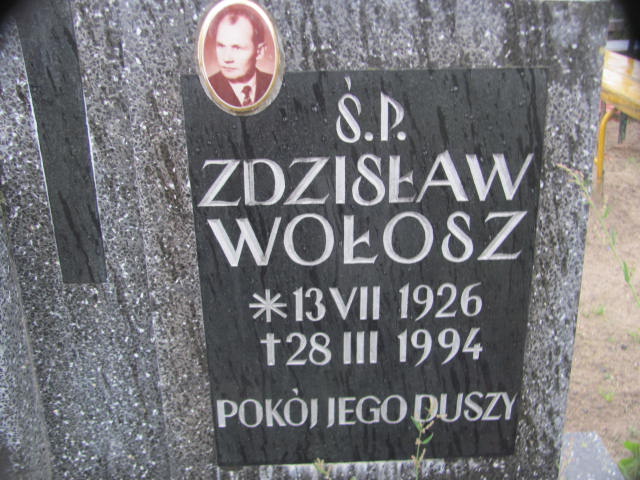 Ś.P.
ZDZISŁAW
WOŁOSZ
* 13 VII 1926
† 28 III 1994
POKÓJ JEGO DUSZY